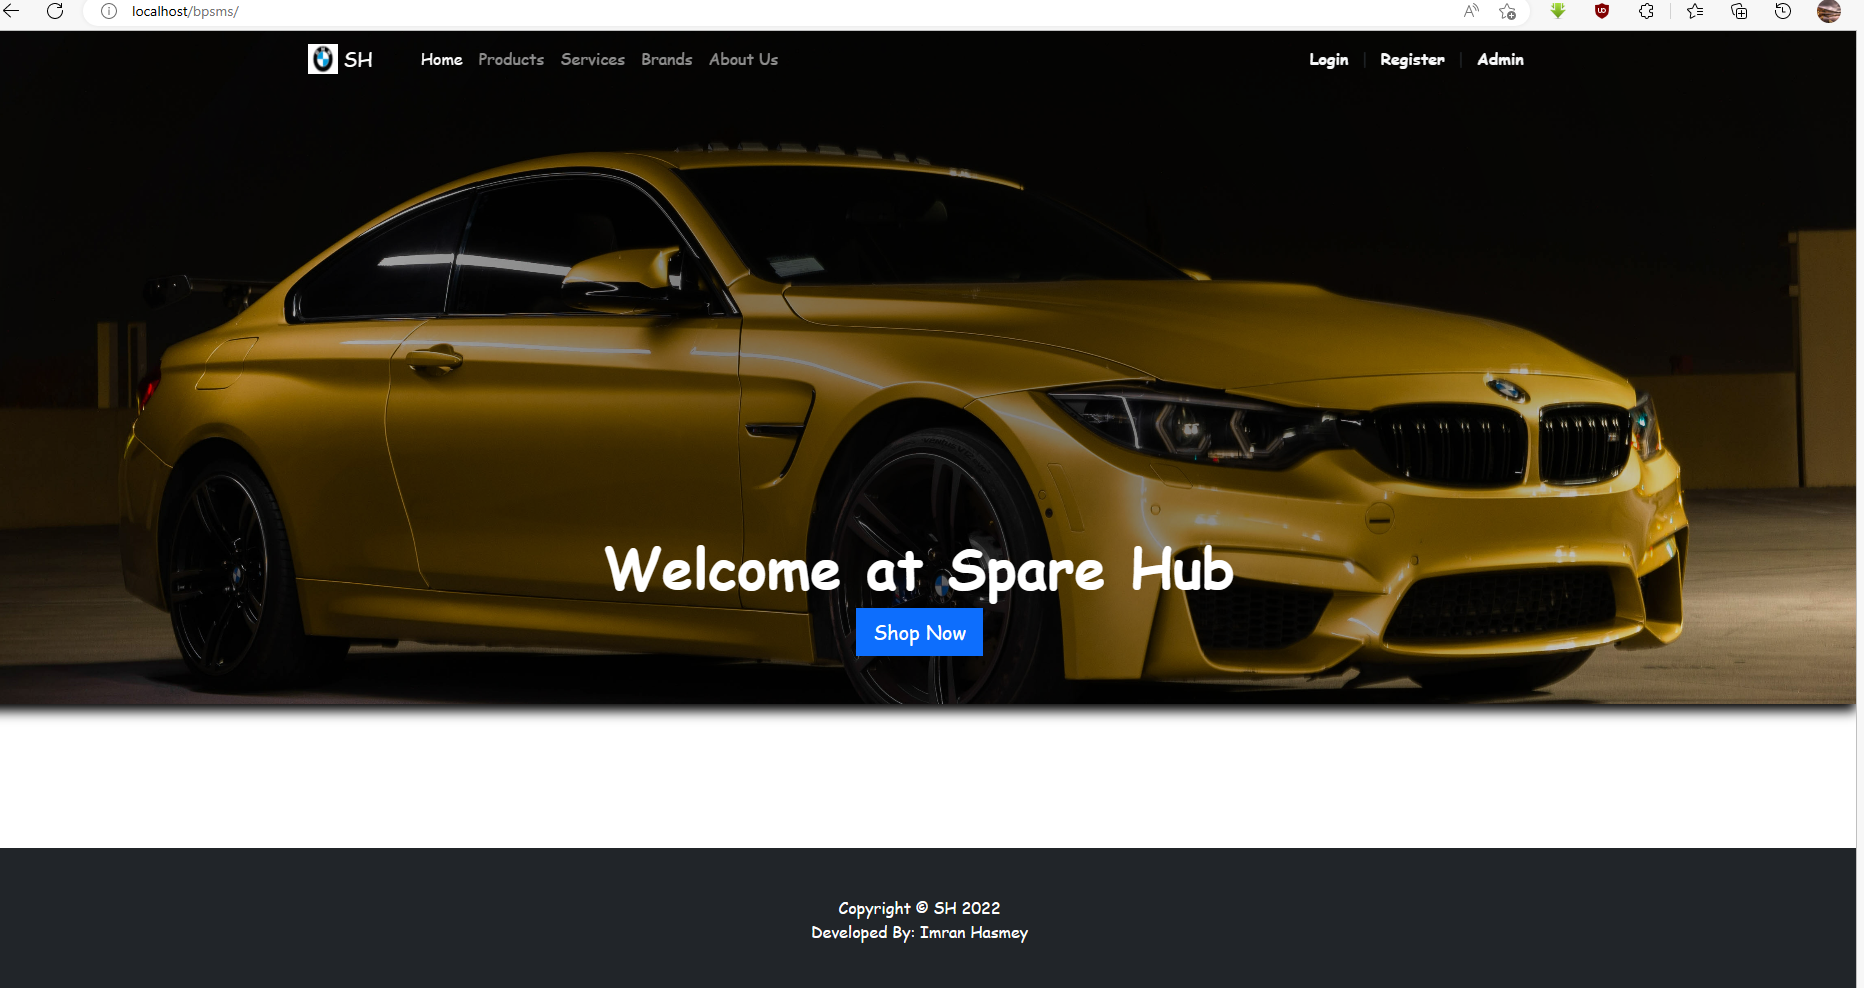 localhost/bpsms/
SH Home Products Services Brands About Us Login | Register | Admin
Welcome at Spare Hub
Shop Now
Copyright © SH 2022
Developed By: Imran Hasmey